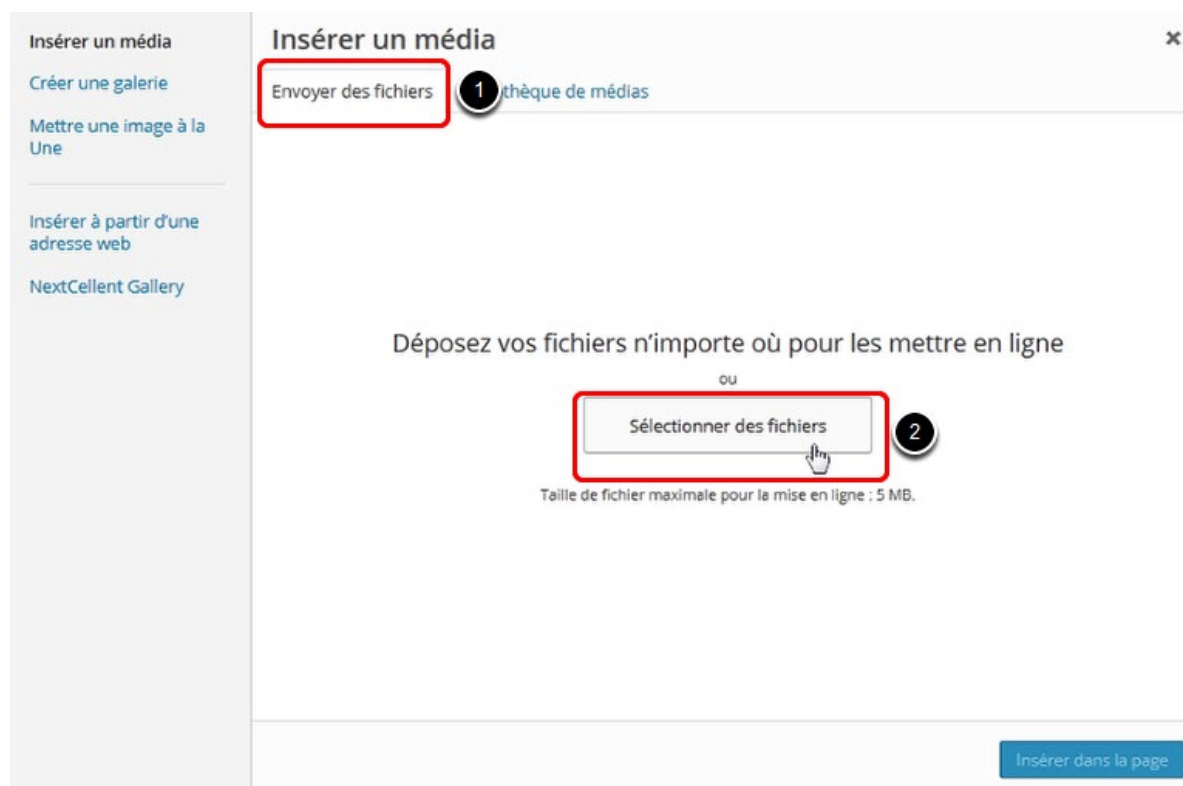 Insérer un média
Créer une galerie
Mettre une image à la
Une
Insérer à partir d'une
adresse web
NextCellent Gallery
Insérer un média
×
Envoyer des fichiers
1
thèque de médias
Déposez vos fichiers n'importe où pour les mettre en ligne
ou
Sélectionner des fichiers
2
Taille de fichier maximale pour la mise en ligne : 5 MB.
Insérer dans la page